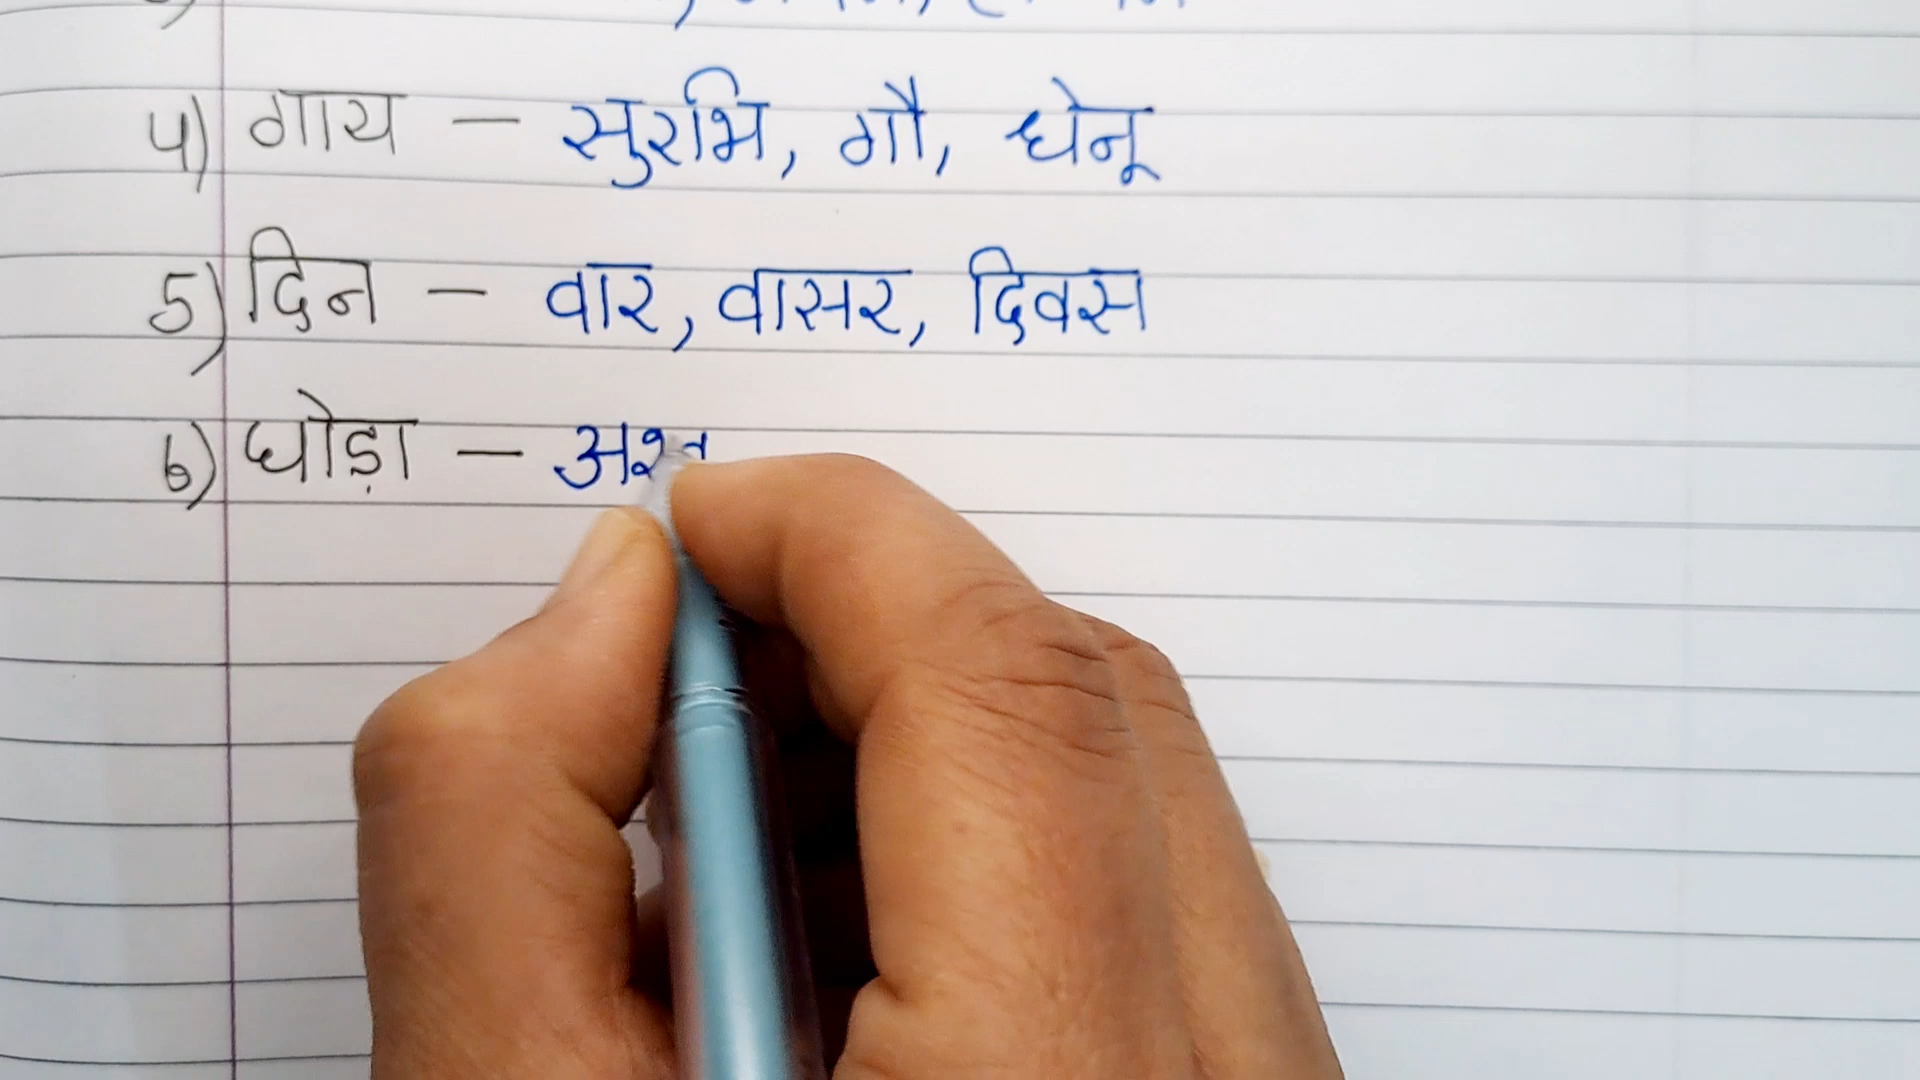 4) गाय - सुरभि, गौ, धेनू
5) दिन - वार, वासर, दिवस
6) घोड़ा -